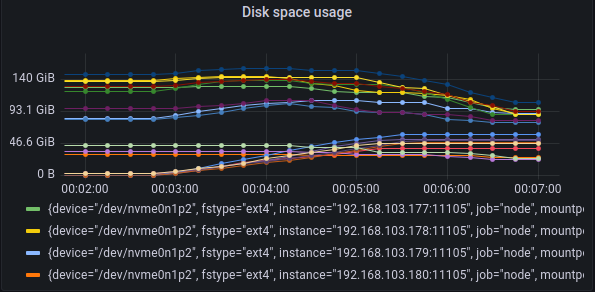 Disk space usage
140 GiB
93.1 GiB
46.6 GiB
0 B
00:02:00 00:03:00 00:04:00 00:05:00 00:06:00 00:07:00
{device="/dev/nvme0n1p2", fstype="ext4", instance="192.168.103.177:11105", job="node", mountp
{device="/dev/nvme0n1p2", fstype="ext4", instance="192.168.103.178:11105", job="node", mountp
{device="/dev/nvme0n1p2", fstype="ext4", instance="192.168.103.179:11105", job="node", mountp
{device="/dev/nvme0n1p2", fstype="ext4", instance="192.168.103.180:11105", job="node", mountp